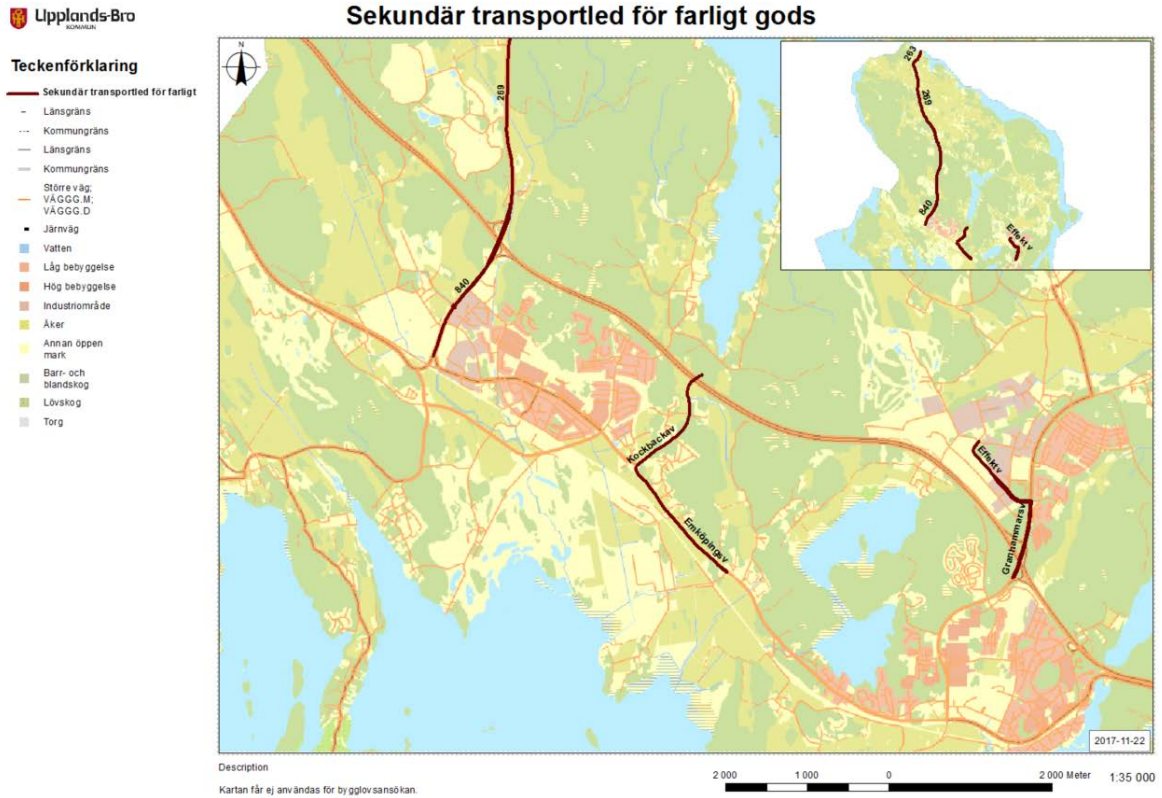 Upplands-Bro
KOMMUN
Sekundär transportled för farligt gods
Teckenförklaring
Sekundär transportled för farligt
Länsgräns
Kommungräns
Länsgräns
Kommungräns
Större väg;
VÄGGG.M;
VÄGGG.D
Järnväg
Vatten
Låg bebyggelse
Hög bebyggelse
Industriområde
Åker
Annan öppen
mark
Barr- och
blandskog
Lövskog
Torg
N
269
840
Kockbackav
Emköpingsv
Effektv
Granhammarsv
263
269
840
Effektv
2017-11-22
Description
Kartan får ej användas för bygglovsansökan.
2 000 1 000 0 2 000 Meter
1:35 000